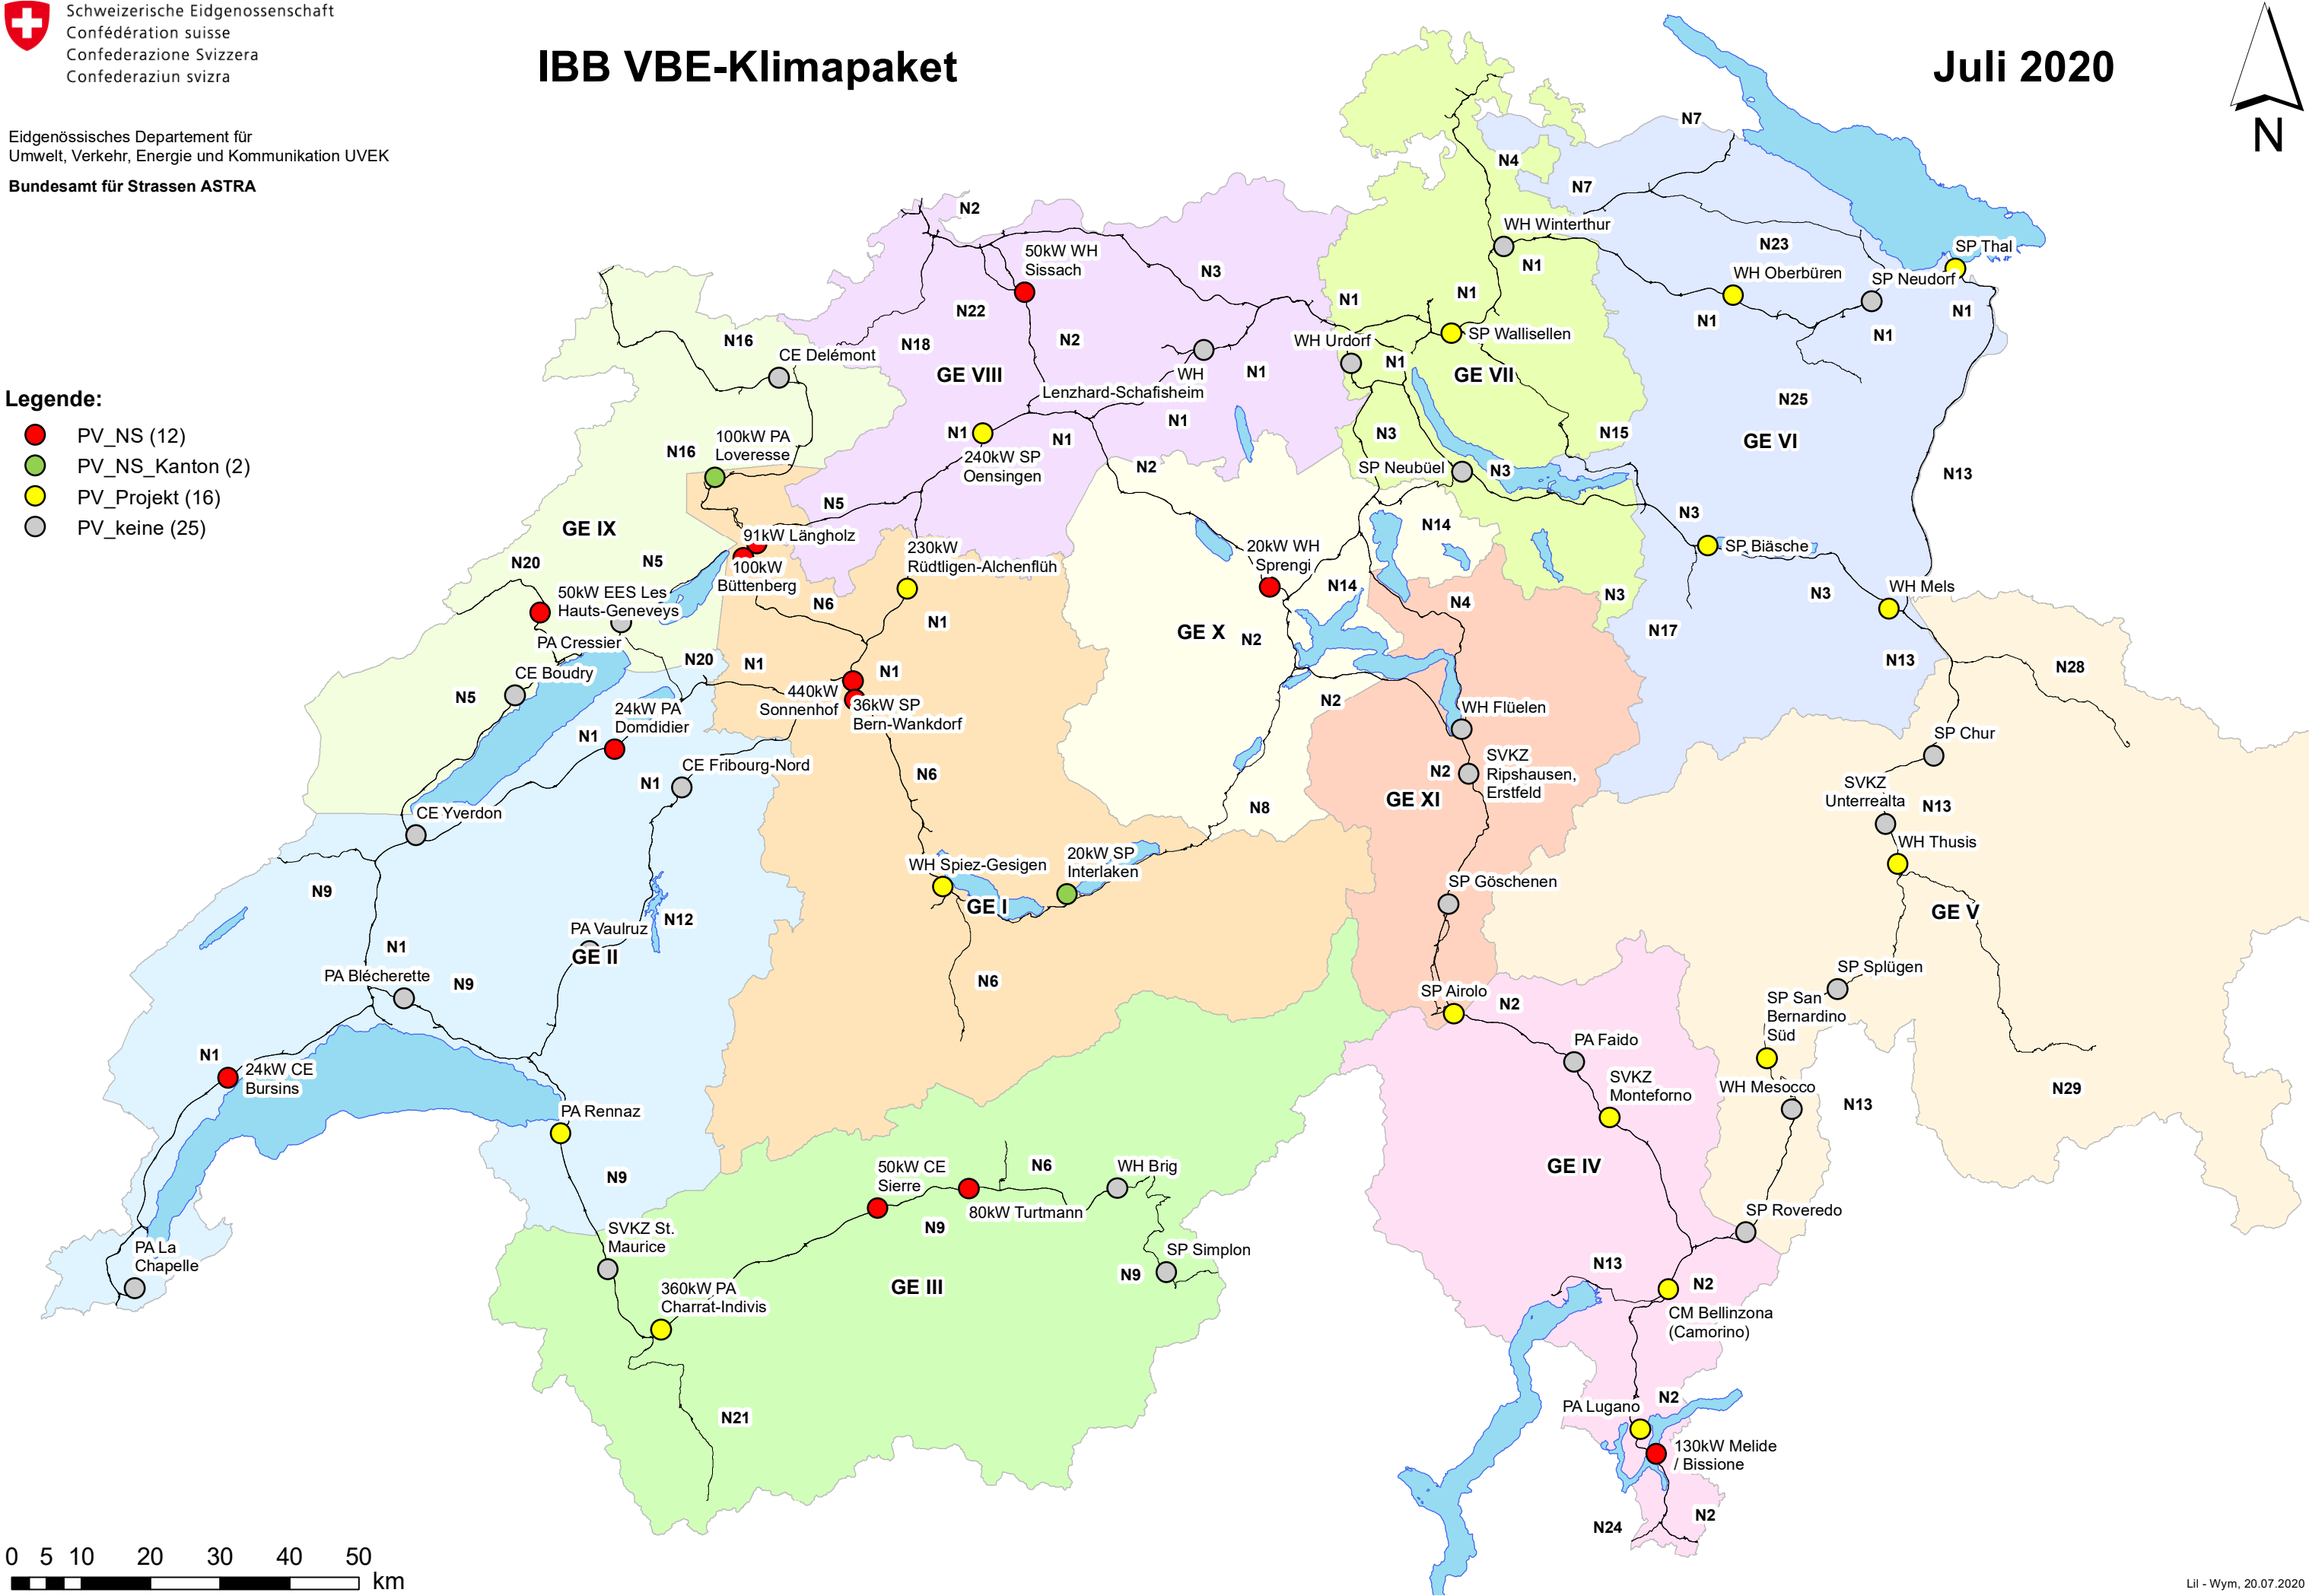 Schweizerische Eidgenossenschaft
Confédération suisse
Confederazione Svizzera
Confederaziun svizra
IBB VBE-Klimapaket
Juli 2020
N
Eidgenössisches Departement für
Umwelt, Verkehr, Energie und Kommunikation UVEK
Bundesamt für Strassen ASTRA
Legende:
PV_NS (12)
PV_NS_Kanton (2)
PV_Projekt (16)
PV_keine (25)
N7
N4
N7
N2
WH Winterthur
N1
N23
SP Thal
WH Oberbüren
SP Neudorf
N1
N1
N1
50kW WH
Sissach
N3
N1
N1
N22
N2
N18
GE VIII
N16
CE Delémont
WH Urdorf
SP Wallisellen
N1
GE VII
WH
Lenzhard-Schafisheim
N1
N1
N25
GE VI
N15
N3
N13
N1
240kW SP
Oensingen
N1
N2
N16
100kW PA
Loveresse
SP Neubüel
N3
N5
N14
N3
SP Biäsche
GE IX
91kW Längholz
100kW
Büttenberg
230kW
Rüdtligen-Alchenflüh
20kW WH
Sprengi
N14
N20
N5
50kW EES Les
Hauts-Geneveys
PA Cressier
N6
N1
N4
N3
N3
WH Mels
GE X
N2
N17
N13
N28
CE Boudry
N5
N20
N1
N1
440kW
Sonnenhof
36kW SP
Bern-Wankdorf
24kW PA
Domdidier
N1
N2
WH Flüelen
SP Chur
CE Fribourg-Nord
N1
N6
N2
SVKZ
Ripshausen,
Erstfeld
GE XI
SVKZ
Unterrealta
N13
CE Yverdon
N8
WH Thusis
WH Spiez-Gesigen
20kW SP
Interlaken
GE I
SP Göschenen
GE V
N9
N12
PA Vaulruz
GE II
N1
PA Blécherette
N9
N6
SP Airolo
N2
SP Splügen
SP San
Bernardino
Süd
PA Faido
SVKZ
Monteforno
WH Mesocco
N13
N29
N1
24kW CE
Bursins
PA Rennaz
N9
50kW CE
Sierre
N6
WH Brig
80kW Turtmann
N9
GE IV
SP Roveredo
SVKZ St.
Maurice
PA La
Chapelle
SP Simplon
N9
N13
N2
360kW PA
Charrat-Indivis
GE III
CM Bellinzona
(Camorino)
N21
N2
PA Lugano
130kW Melide
/ Bissione
N24
N2
0 5 10 20 30 40 50
km
Lil - Wym, 20.07.2020